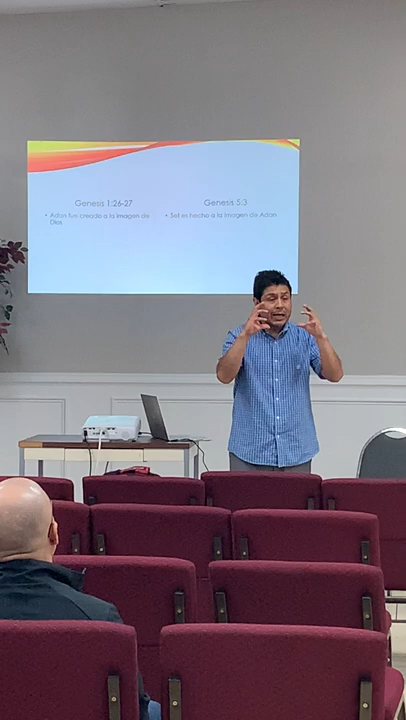 Genesis 1:26-27
• Adan fue creado a la imagen de
Dios
Genesis 5:3
• Set es hecho a la imagen de Adan